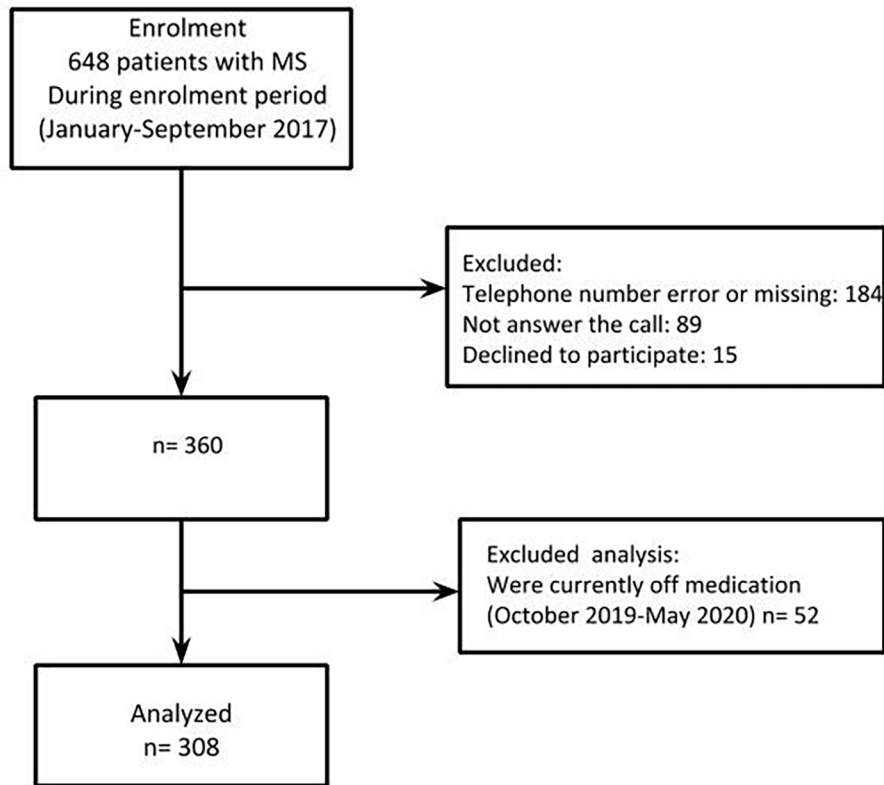 Enrolment
648 patients with MS
During enrolment period
(January-September 2017)
Excluded:
Telephone number error or missing: 184
Not answer the call: 89
Declined to participate: 15
n= 360
Excluded analysis:
Were currently off medication
(October 2019-May 2020) n= 52
Analyzed
n= 308